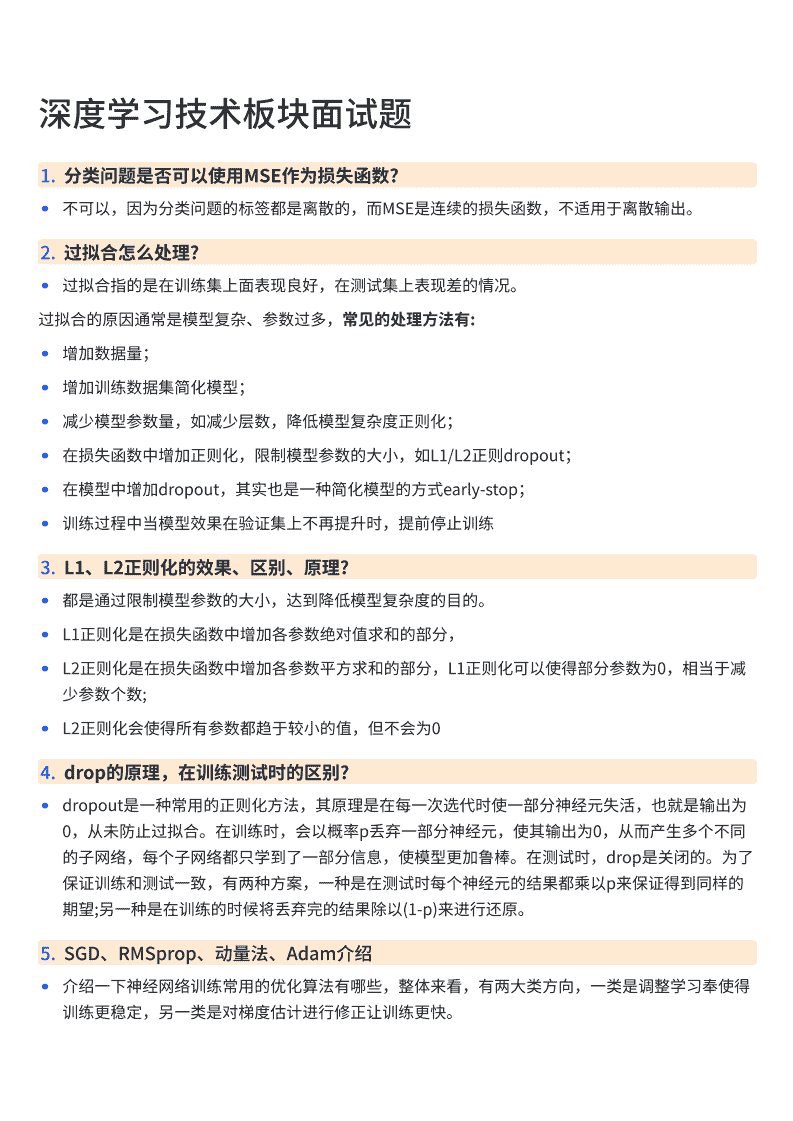 深度学习技术板块面试题
1. 分类问题是否可以使用MSE作为损失函数?
• 不可以，因为分类问题的标签都是离散的，而MSE是连续的损失函数，不适用于离散输出。
2. 过拟合怎么处理?
• 过拟合指的是在训练集上面表现良好，在测试集上表现差的情况。
过拟合的原因通常是模型复杂、参数过多，常见的处理方法有:
• 增加数据量；
• 增加训练数据集简化模型；
• 减少模型参数量，如减少层数，降低模型复杂度正则化；
• 在损失函数中增加正则化，限制模型参数的大小，如L1/L2正则dropout；
• 在模型中增加dropout，其实也是一种简化模型的方式early-stop；
• 训练过程中当模型效果在验证集上不再提升时，提前停止训练
3. L1、L2正则化的效果、区别、原理?
• 都是通过限制模型参数的大小，达到降低模型复杂度的目的。
• L1正则化是在损失函数中增加各参数绝对值求和的部分，
• L2正则化是在损失函数中增加各参数平方求和的部分，L1正则化可以使得部分参数为0，相当于减
少参数个数;
• L2正则化会使得所有参数都趋于较小的值，但不会为0
4. drop的原理，在训练测试时的区别?
• dropout是一种常用的正则化方法，其原理是在每一次选代时使一部分神经元失活，也就是输出为
0，从未防止过拟合。在训练时，会以概率p丢弃一部分神经元，使其输出为0，从而产生多个不同
的子网络，每个子网络都只学到了一部分信息，使模型更加鲁棒。在测试时，drop是关闭的。为了
保证训练和测试一致，有两种方案，一种是在测试时每个神经元的结果都乘以p来保证得到同样的
期望;另一种是在训练的时候将丢弃完的结果除以(1-p)来进行还原。
5. SGD、RMSprop、动量法、Adam介绍
• 介绍一下神经网络训练常用的优化算法有哪些，整体来看，有两大类方向，一类是调整学习奉使得
训练更稳定，另一类是对梯度估计进行修正让训练更快。